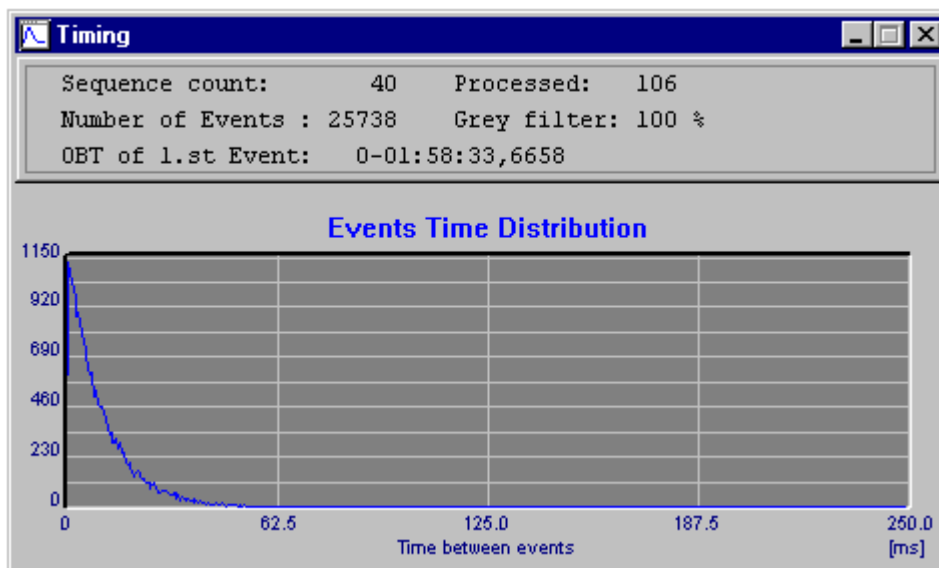 Timing
Sequence count: 40 Processed: 106
Number of Events : 25738 Grey filter: 100 %
OBT of 1.st Event: 0-01:58:33,6658
Events Time Distribution
1150
920
690
460
230
0
0 62.5 125.0 187.5 250.0
Time between events [ms]